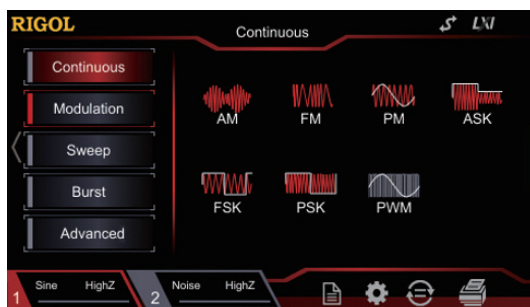 RIGOL
Continuous
LXI
Continuous
Modulation
Sweep
Burst
Advanced
AM FM PM ASK
FSK PSK PWM
1 Sine HighZ 2 Noise HighZ